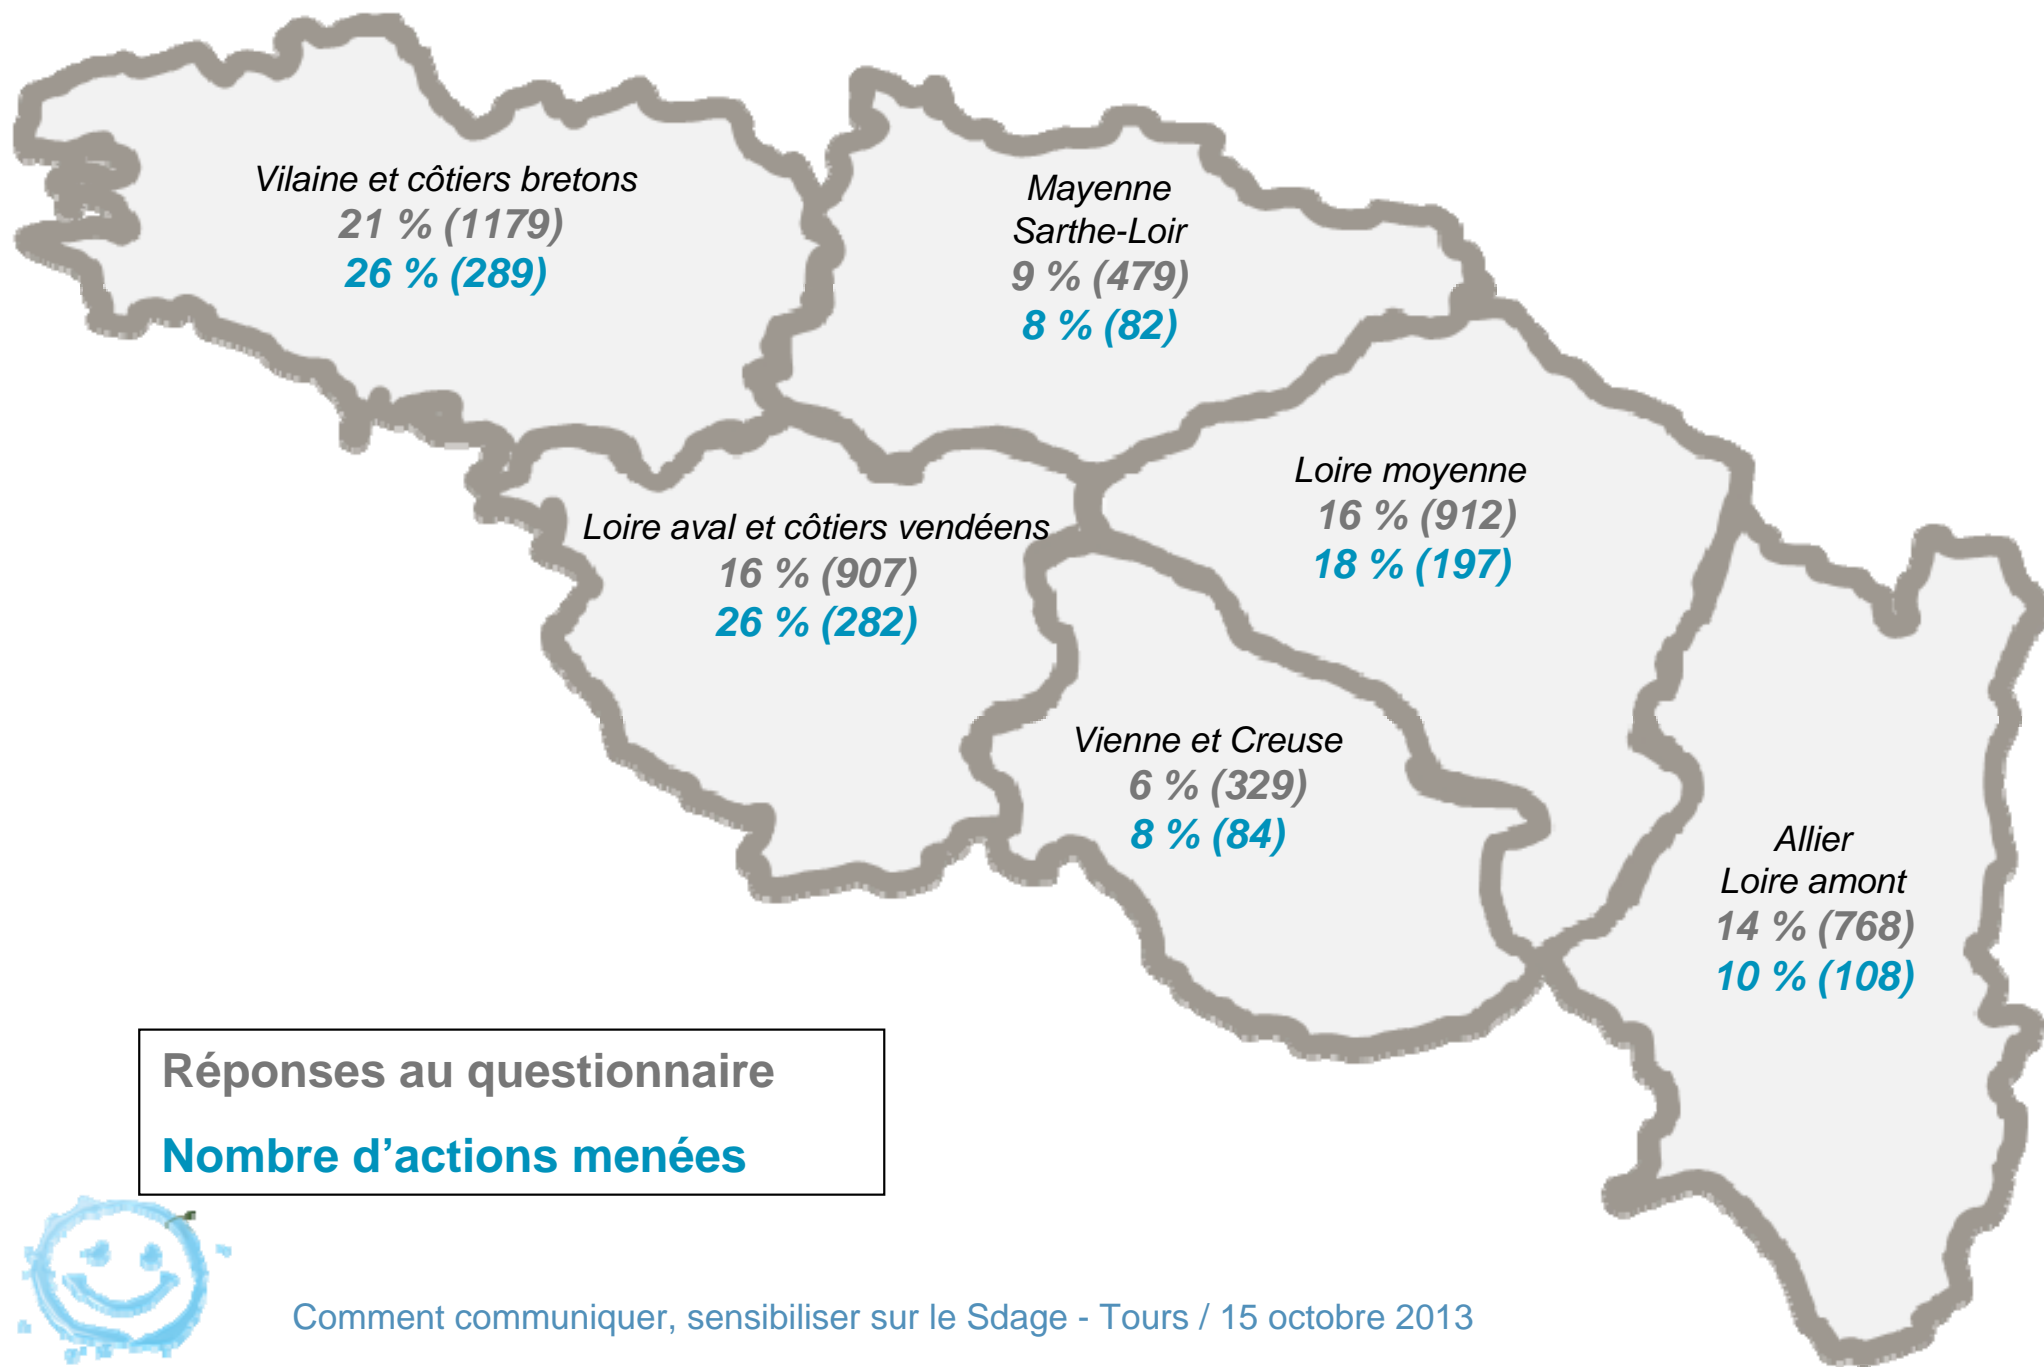 Vilaine et côtiers bretons
21 % (1179)
26 % (289)
Mayenne
Sarthe-Loir
9 % (479)
8 % (82)
Loire moyenne
16 % (912)
18 % (197)
Loire aval et côtiers vendéens
16 % (907)
26 % (282)
Vienne et Creuse
6 % (329)
8 % (84)
Allier
Loire amont
14 % (768)
10 % (108)
Réponses au questionnaire
Nombre d’actions menées
Comment communiquer, sensibiliser sur le Sdage - Tours / 15 octobre 2013